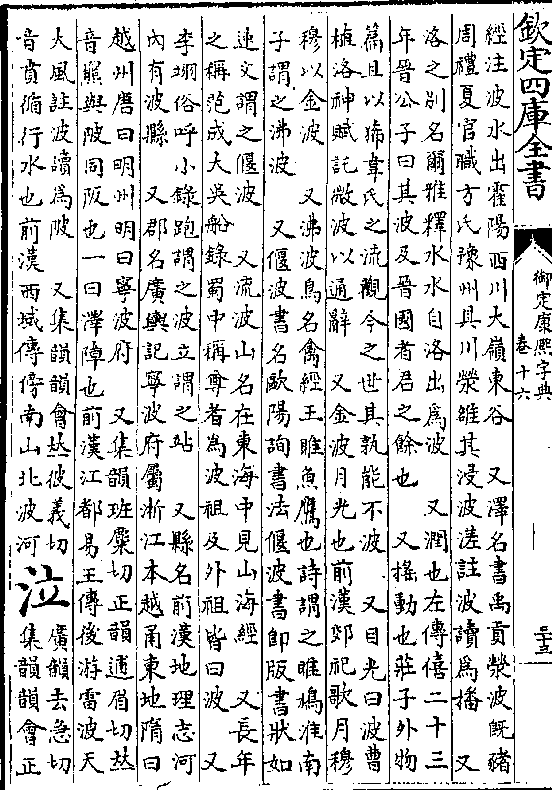 欽定四庫全書
御定康熙字典
卷十六
三十五
經注波水出霍陽西川大嶺東谷　又澤名書禹貢滎波旣豬
周禮夏官職方氏豫州其川滎雒其浸波溠註波讀爲播　又
洛之別名爾雅釋水水自洛出爲波　又潤也左傳僖二十三
年晉公子曰其波及晉國者君之餘也　又搖動也莊子外物
篇且以狶韋氏之流觀今之世其孰能不波　又目光曰波曹
植洛神賦託微波以通辭　又金波月光也前漢郊祀歌月穆
穆以金波　又沸波鳥名禽經王雎魚鷹也詩謂之雎鳩淮南
子謂之沸波　又偃波書名歐陽詢書法偃波書卽版書狀如
連文謂之偃波　又流波山名在東海中見山海經　又長年
之稱范成大吳船錄蜀中稱尊者爲波祖及外祖皆曰波　又
李翊俗呼小錄跑謂之波立謂之站　又縣名前漢地理志河
內有波縣　又郡名廣輿記寧波府屬浙江本越甬東地隋曰
越州唐曰明州明曰寧波府　又集韻班糜切正韻逋眉切𠀤
音羆與陂同阪也一曰澤障也前漢江都易王傳後游雷波天
大風註波讀爲陂　又集韻韻會𠀤彼義切
音賁循行水也前漢西域傳傍南山北波河
泣
廣韻去急切
集韻韻會正